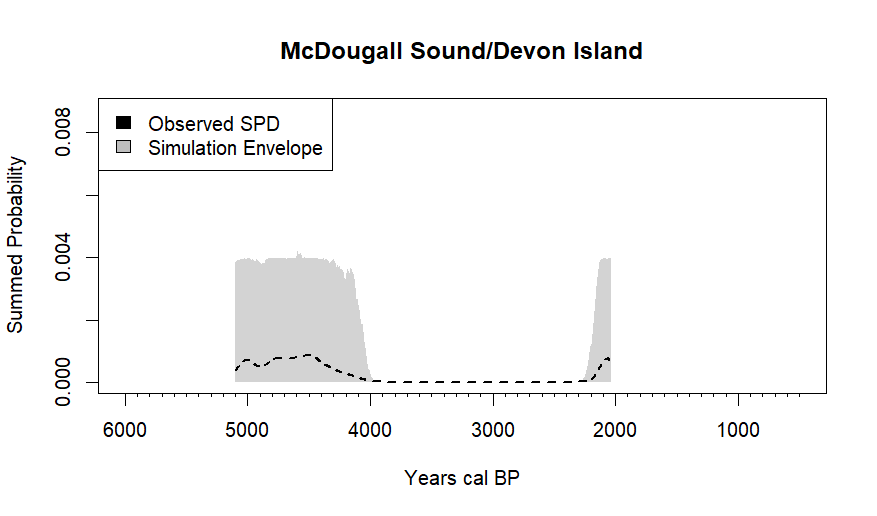 McDougall Sound/Devon Island
Observed SPD
Simulation Envelope
Summed Probability
0.008
0.004
0.000
6000 5000 4000 3000 2000 1000
Years cal BP